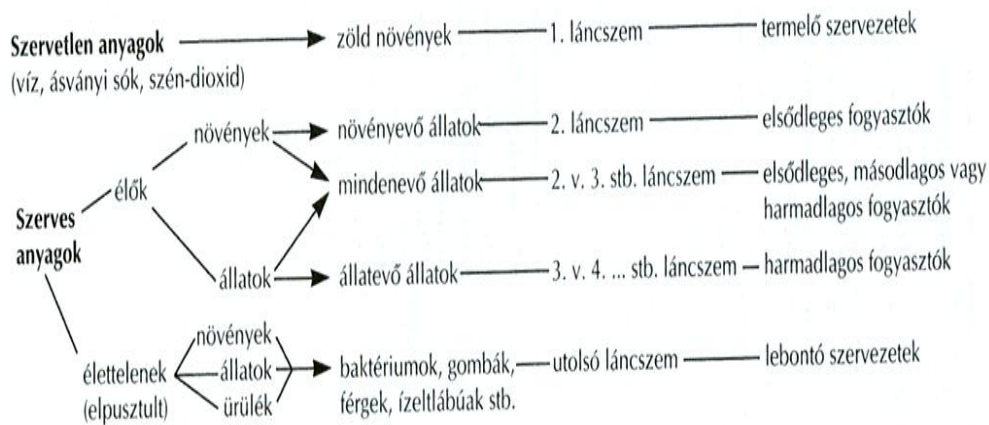 Szervetlen anyagok zöld növények 1. láncszem termelő szervezetek
(víz, ásványi sók, szén-dioxid)
növények növényevő állatok 2. láncszem elsődleges fogyasztók
élők mindenevő állatok 2. v. 3. stb. láncszem elsődleges, másodlagos vagy
harmadlagos fogyasztók
Szerves
anyagok
állatok állatevő állatok 3. v. 4. ... stb. láncszem harmadlagos fogyasztók
növények
élettelenek állatok baktériumok, gombák, utolsó láncszem lebontó szervezetek
(elpusztult) ürülék férgek, ízeltlábúak stb.